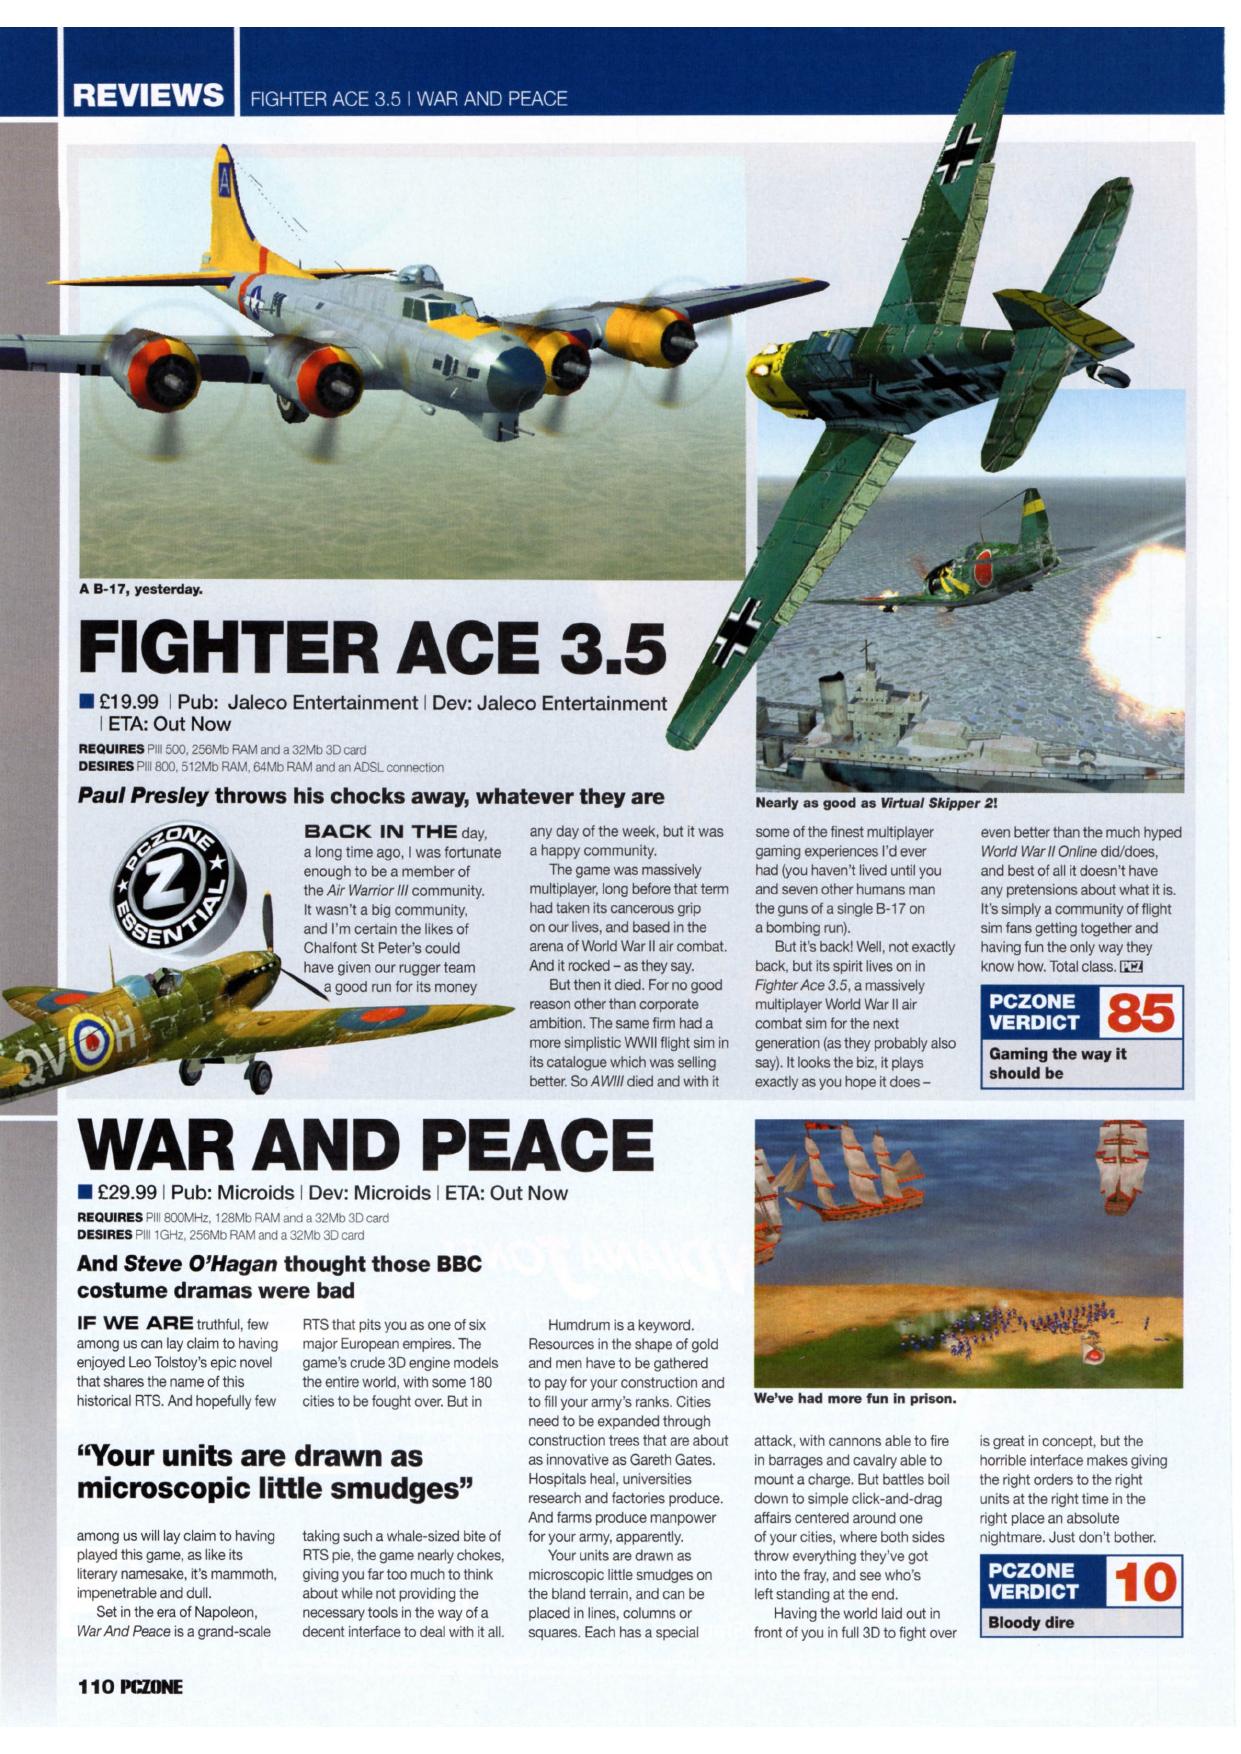 REVIEWS
FIGHTER ACE 3.5 | WAR AND PEACE
A
A B-17, yesterday.
FIGHTER ACE 3.5
£19.99 | Pub: Jaleco Entertainment | Dev: Jaleco Entertainment
| ETA: Out Now
REQUIRES PIII 500, 256Mb RAM and a 32Mb 3D card
DESIRES PIII 800, 512Mb RAM, 64Mb RAM and an ADSL connection
Paul Presley throws his chocks away, whatever they are
Nearly as good as Virtual Skipper 2!
PCZONE
Z
ESSENTIAL
QV H
BACK IN THE day,
a long time ago, I was fortunate
enough to be a member of
the Air Warrior III community.
It wasn't a big community,
and I'm certain the likes of
Chalfont St Peter's could
have given our rugger team
a good run for its money
any day of the week, but it was
a happy community.
The game was massively
multiplayer, long before that term
had taken its cancerous grip
on our lives, and based in the
arena of World War II air combat.
And it rocked – as they say.
But then it died. For no good
reason other than corporate
ambition. The same firm had a
more simplistic WWII flight sim in
its catalogue which was selling
better. So AWIII died and with it
some of the finest multiplayer
gaming experiences I'd ever
had (you haven't lived until you
and seven other humans man
the guns of a single B-17 on
a bombing run).
But it's back! Well, not exactly
back, but its spirit lives on in
Fighter Ace 3.5, a massively
multiplayer World War II air
combat sim for the next
generation (as they probably also
say). It looks the biz, it plays
exactly as you hope it does –
even better than the much hyped
World War II Online did/does,
and best of all it doesn't have
any pretensions about what it is.
It's simply a community of flight
sim fans getting together and
having fun the only way they
know how. Total class. PCZ
PCZONE
VERDICT
85
Gaming the way it
should be
WAR AND PEACE
£29.99 | Pub: Microids | Dev: Microids | ETA: Out Now
REQUIRES PIII 800MHz, 128Mb RAM and a 32Mb 3D card
DESIRES PIII 1GHz, 256Mb RAM and a 32Mb 3D card
And Steve O'Hagan thought those BBC
costume dramas were bad
IF WE ARE truthful, few
among us can lay claim to having
enjoyed Leo Tolstoy's epic novel
that shares the name of this
historical RTS. And hopefully few
"Your units are drawn as
microscopic little smudges"
among us will lay claim to having
played this game, as like its
literary namesake, it's mammoth,
impenetrable and dull.
Set in the era of Napoleon,
War And Peace is a grand-scale
RTS that pits you as one of six
major European empires. The
game's crude 3D engine models
the entire world, with some 180
cities to be fought over. But in
taking such a whale-sized bite of
RTS pie, the game nearly chokes,
giving you far too much to think
about while not providing the
necessary tools in the way of a
decent interface to deal with it all.
Humdrum is a keyword.
Resources in the shape of gold
and men have to be gathered
to pay for your construction and
to fill your army's ranks. Cities
need to be expanded through
construction trees that are about
as innovative as Gareth Gates.
Hospitals heal, universities
research and factories produce.
And farms produce manpower
for your army, apparently.
Your units are drawn as
microscopic little smudges on
the bland terrain, and can be
placed in lines, columns or
squares. Each has a special
We've had more fun in prison.
attack, with cannons able to fire
in barrages and cavalry able to
mount a charge. But battles boil
down to simple click-and-drag
affairs centered around one
of your cities, where both sides
throw everything they've got
into the fray, and see who's
left standing at the end.
Having the world laid out in
front of you in full 3D to fight over
is great in concept, but the
horrible interface makes giving
the right orders to the right
units at the right time in the
right place an absolute
nightmare. Just don't bother.
PCZONE
VERDICT
10
Bloody dire
110 PCZONE